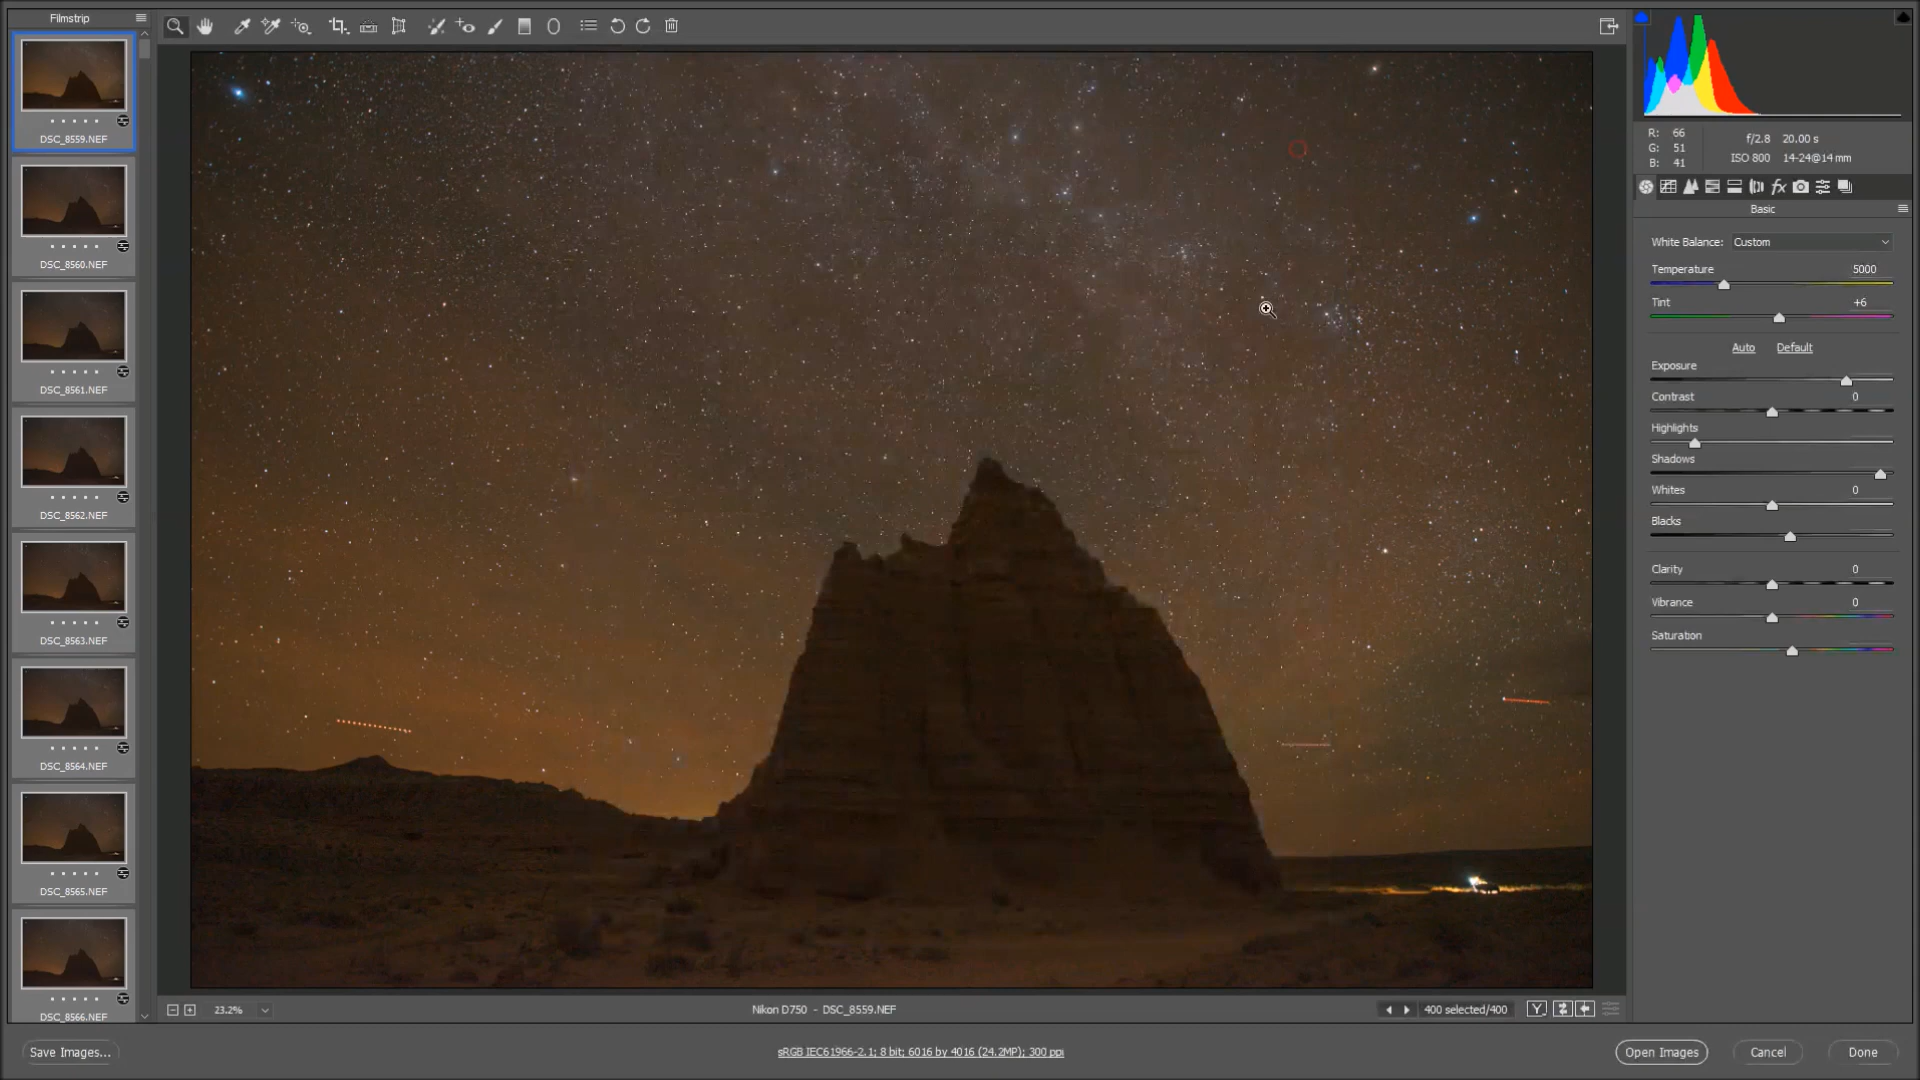 Filmstrip
DSC_8559.NEF
DSC_8560.NEF
DSC_8561.NEF
DSC_8562.NEF
DSC_8563.NEF
DSC_8564.NEF
DSC_8565.NEF
DSC_8566.NEF
R: 66
G: 51
B: 41
f/2.8 20.00 s
ISO 800 14-24@14 mm
fx
Basic
White Balance: Custom
Temperature 5000
Tint +6
Auto Default
Exposure
Contrast 0
Highlights
Shadows
Whites 0
Blacks
Clarity 0
Vibrance 0
Saturation
23.2%
Nikon D750 - DSC_8559.NEF
400 selected/400
Y
Save Images...
sRGB IEC61966-2.1; 8 bit; 6016 by 4016 (24.2MP); 300 ppi
Open Images
Cancel
Done